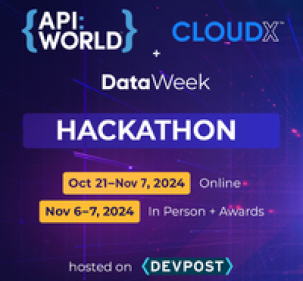 {API:
WORLD}
CLOUDX™
+
DataWeek
HACKATHON
Oct 21–Nov 7, 2024 Online
Nov 6–7, 2024 In Person + Awards
hosted on <DEVPOST>